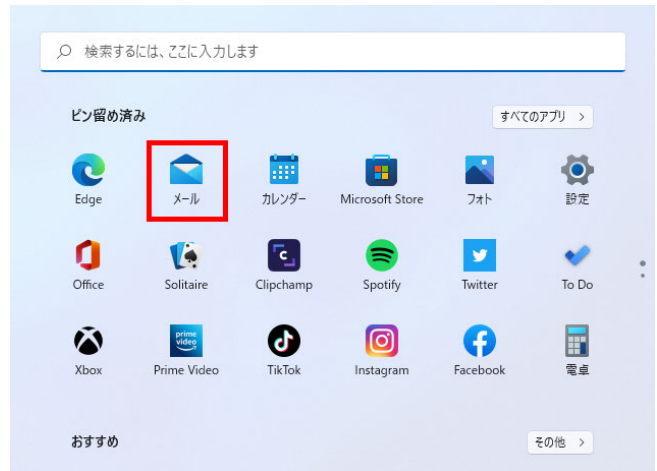 検索するには、ここに入力します
ピン留め済み
すべてのアプリ >
Edge
メール
カレンダー
Microsoft Store
フォト
設定
Office
Solitaire
Clipchamp
Spotify
Twitter
To Do
prime video
Xbox
Prime Video
TikTok
Instagram
Facebook
電卓
おすすめ
その他 >